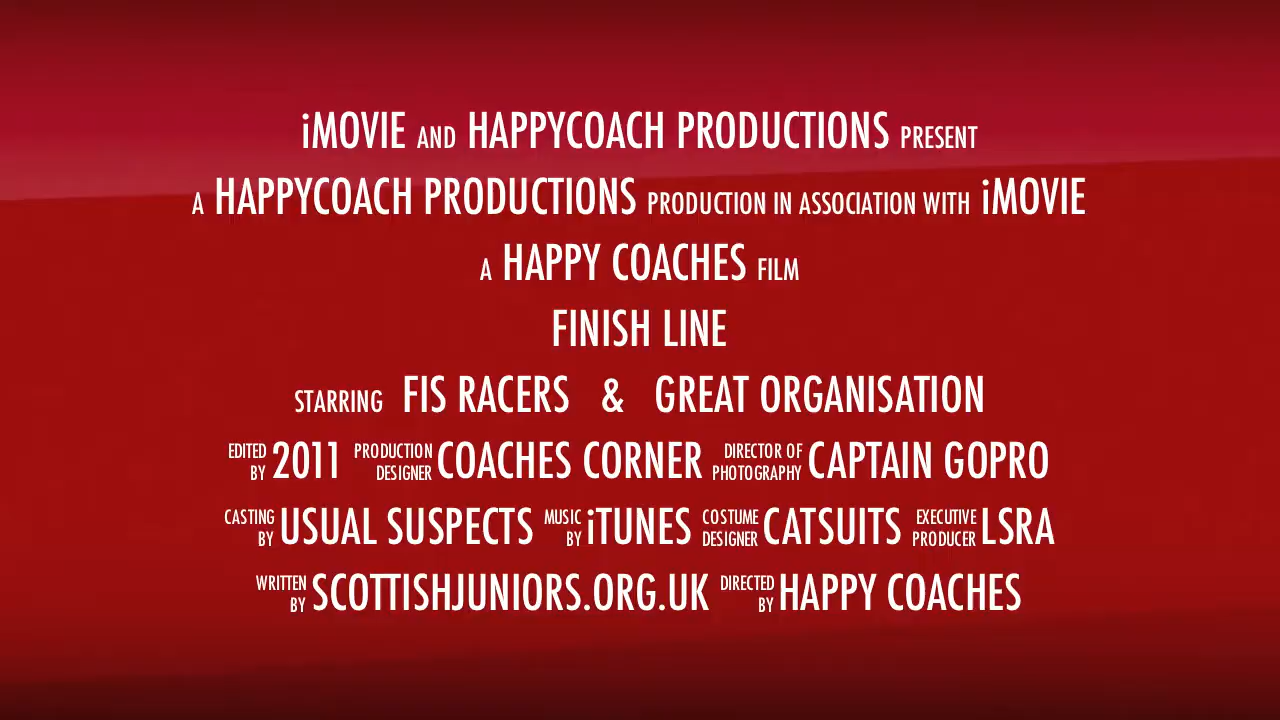 iMOVIE AND HAPPYCOACH PRODUCTIONS PRESENT
A HAPPYCOACH PRODUCTIONS PRODUCTION IN ASSOCIATION WITH iMOVIE
A HAPPY COACHES FILM
FINISH LINE
STARRING FIS RACERS & GREAT ORGANISATION
EDITED BY 2011 PRODUCTION DESIGNER COACHES CORNER DIRECTOR OF PHOTOGRAPHY CAPTAIN GOPRO
CASTING BY USUAL SUSPECTS MUSIC BY iTUNES COSTUME DESIGNER CATSUITS EXECUTIVE PRODUCER LSRA
WRITTEN BY SCOTTISHJUNIORS.ORG.UK DIRECTED BY HAPPY COACHES